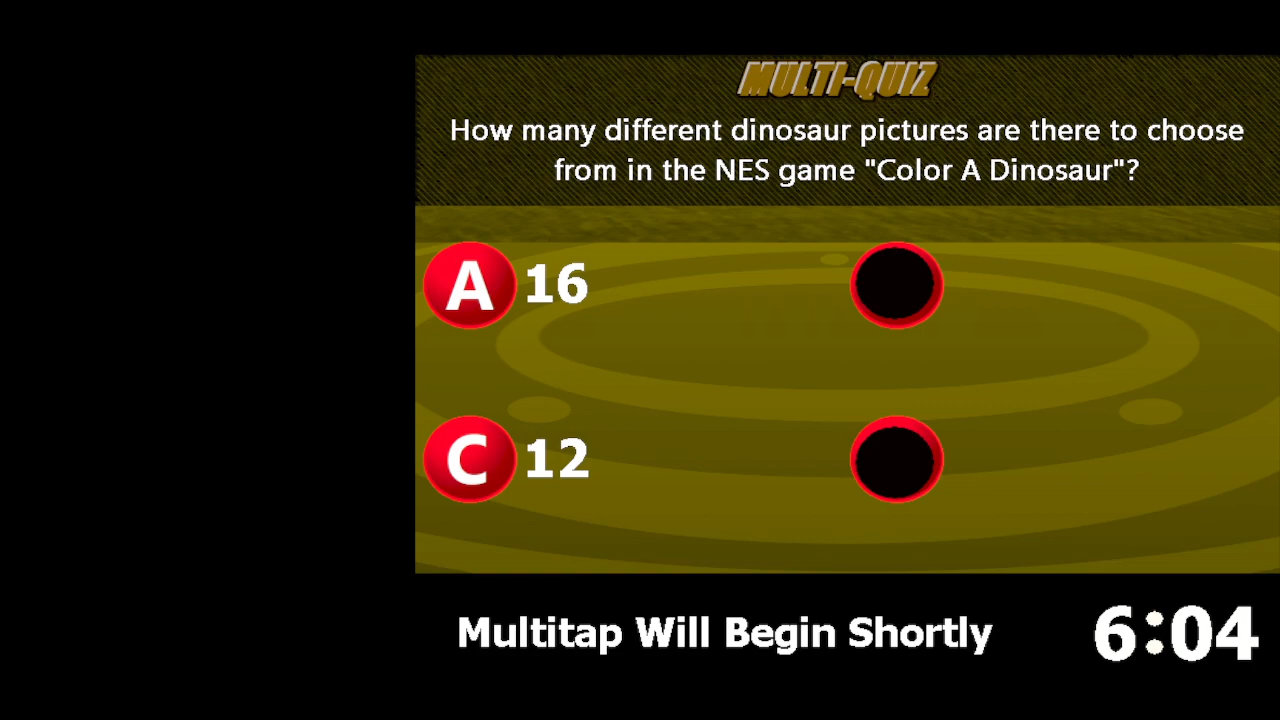 MULTI-QUIZ
How many different dinosaur pictures are there to choose
from in the NES game "Color A Dinosaur"?
A 16
C 12
Multitap Will Begin Shortly 6:04